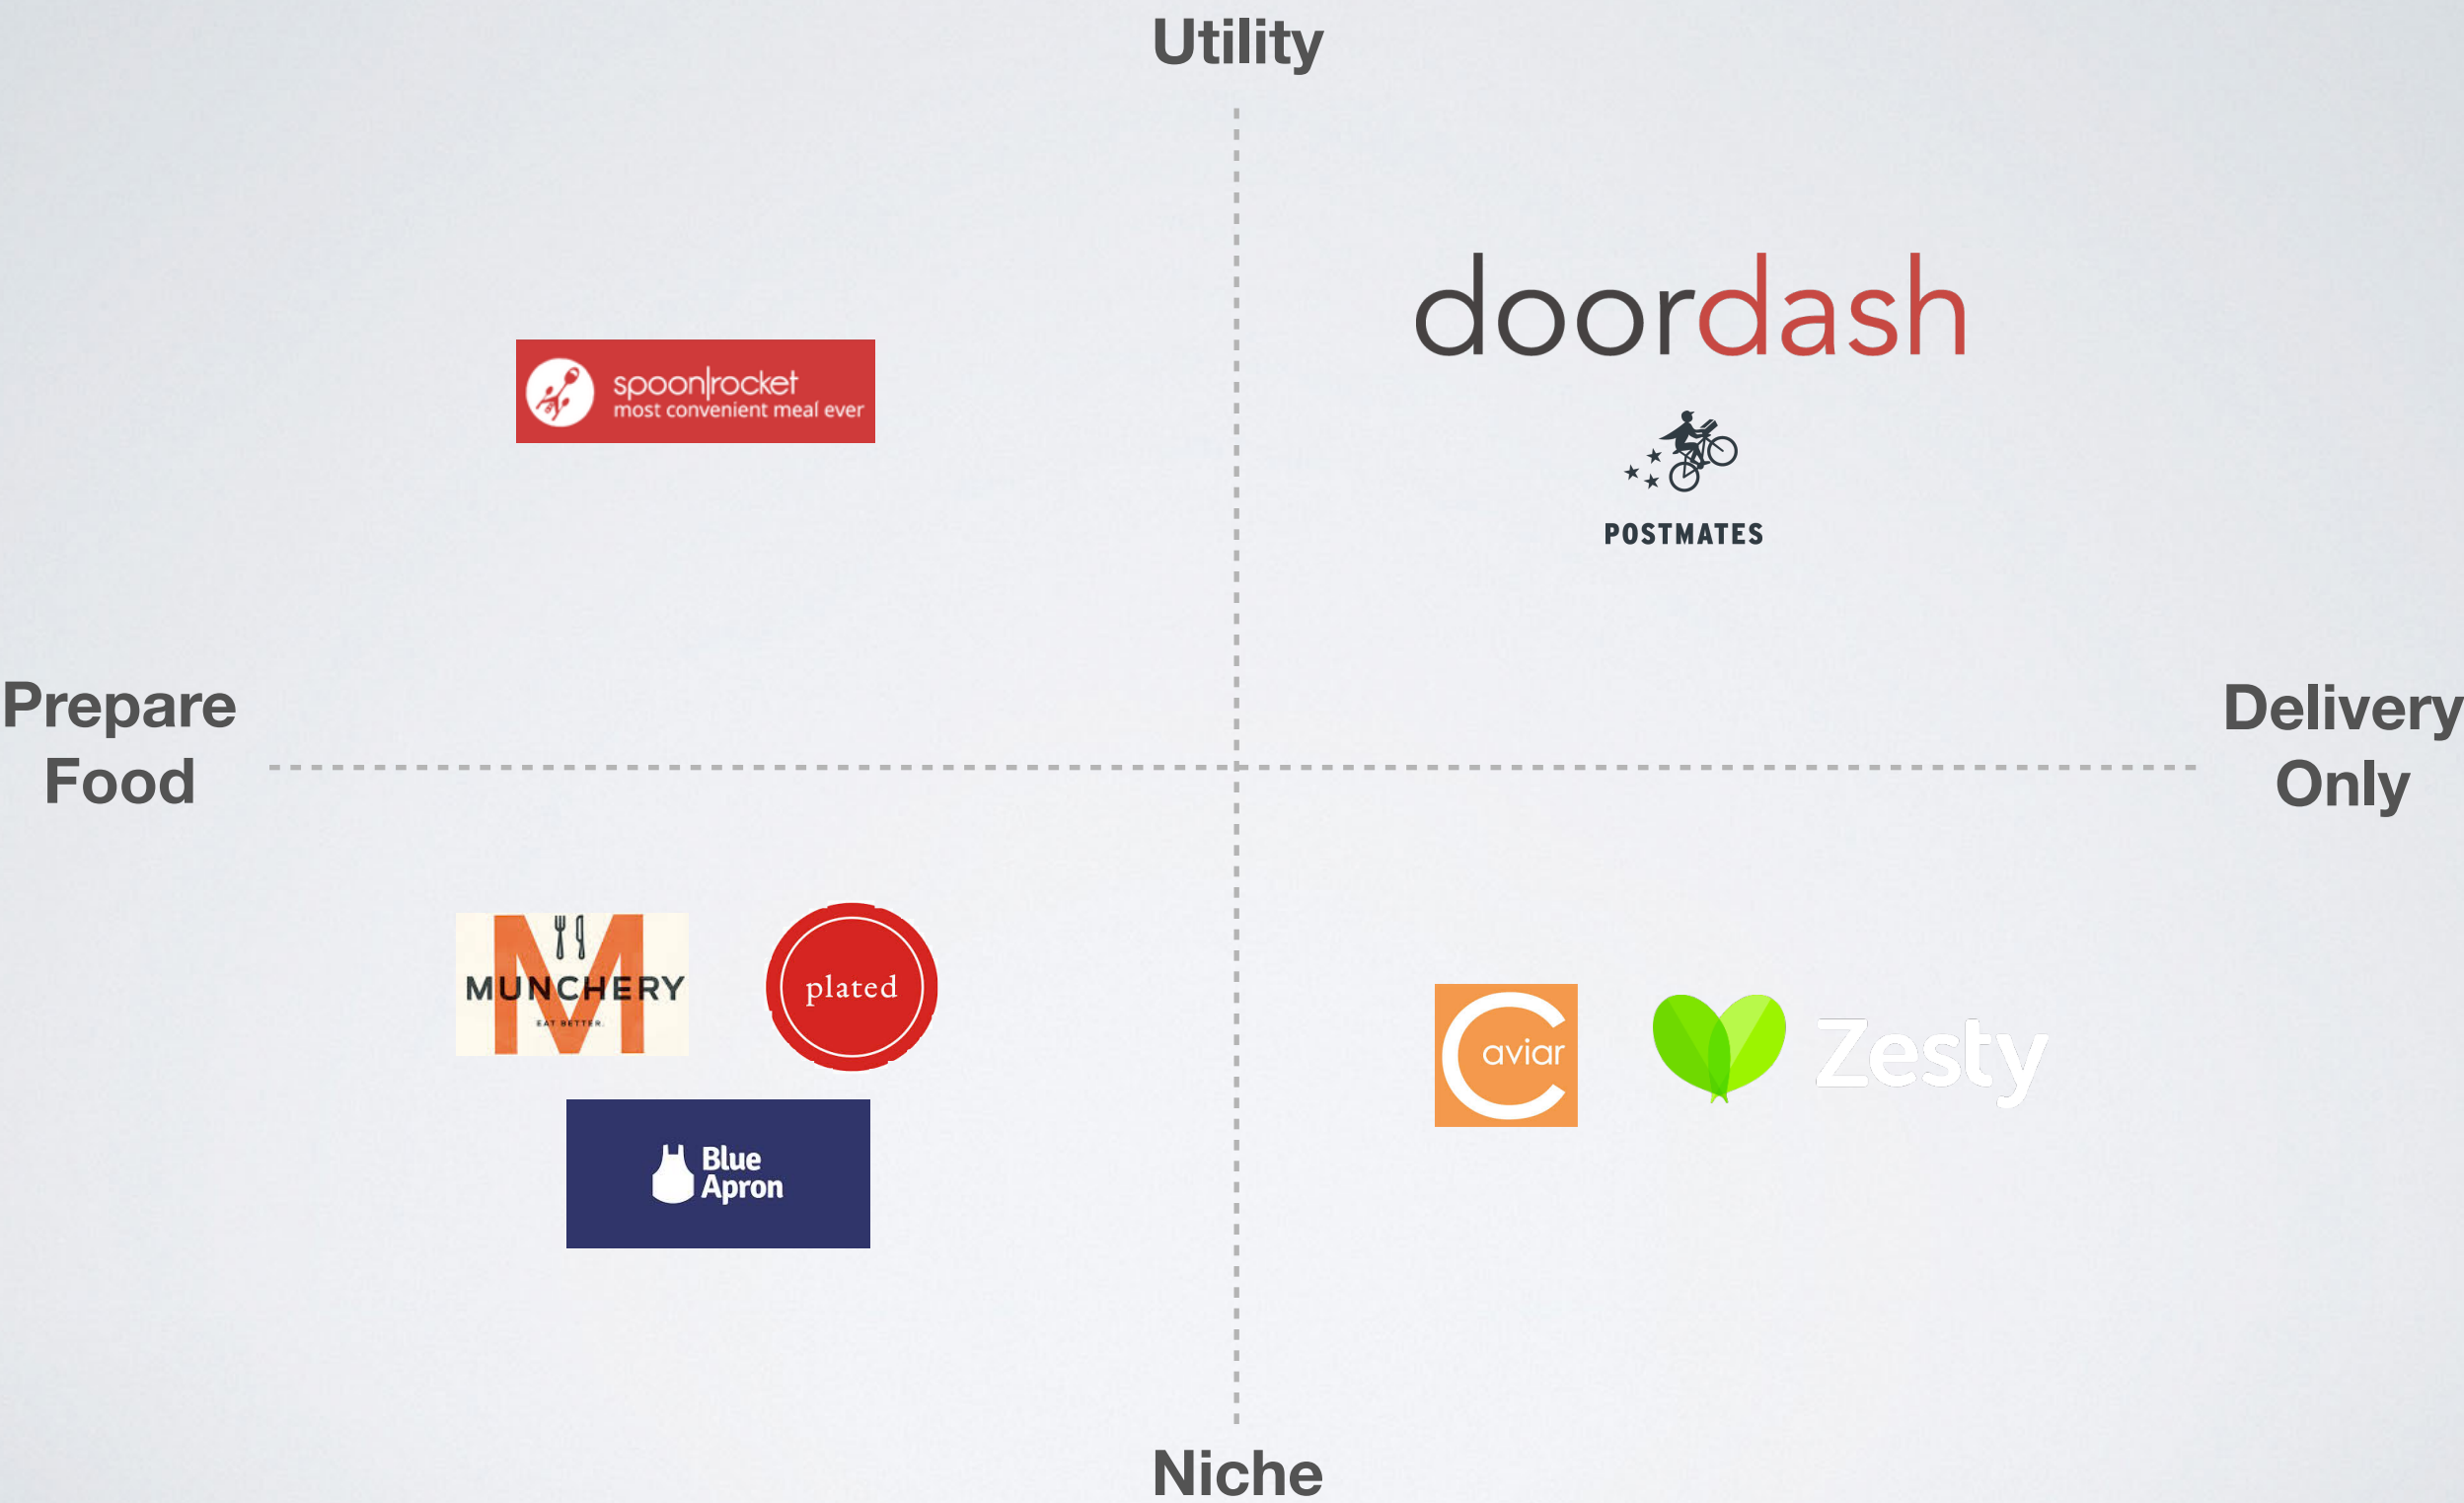 Utility
doordash
spoon|rocket
most convenient meal ever
POSTMATES
Prepare
Food
Delivery
Only
MUNCHERY
EAT BETTER.
plated
Caviar
Zesty
Blue
Apron
Niche